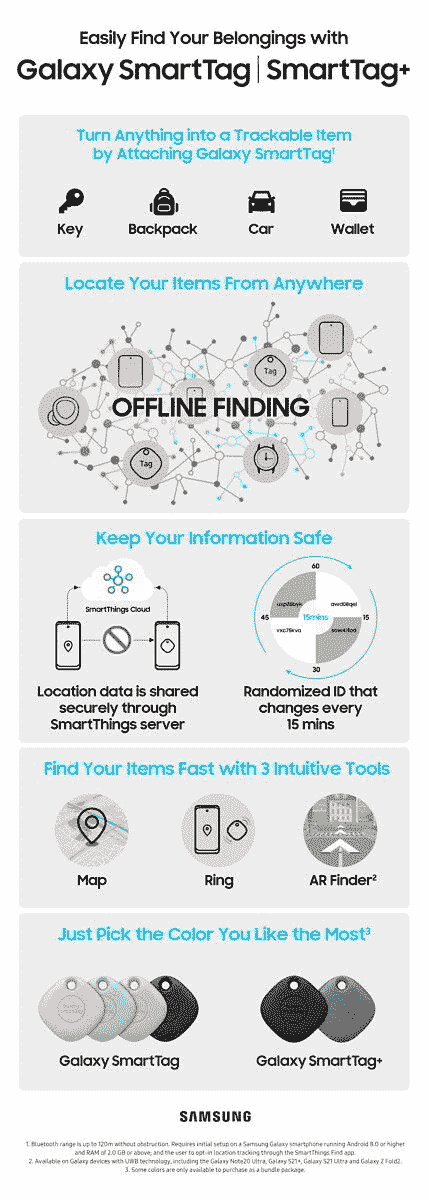 Easily Find Your Belongings with
Galaxy SmartTag | SmartTag+
Turn Anything into a Trackable Item
by Attaching Galaxy SmartTag¹
Key
Backpack
Car
Wallet
Locate Your Items From Anywhere
Tag
OFFLINE FINDING
Tag
Keep Your Information Safe
SmartThings Cloud
60
45
15mins
15
30
Location data is shared
securely through
SmartThings server
Randomized ID that
changes every
15 mins
Find Your Items Fast with 3 Intuitive Tools
Map
Ring
AR Finder²
Just Pick the Color You Like the Most³
Galaxy SmartTag
Galaxy SmartTag+
SAMSUNG
1. Bluetooth range is up to 120m without obstruction. Requires initial setup on a Samsung Galaxy smartphone running Android 8.0 or higher
and RAM of 2.0 GB or above; and the user to opt-in location tracking through the SmartThings Find app.
2. Available on Galaxy devices with UWB technology, including the Galaxy Note20 Ultra, Galaxy S21+, Galaxy S21 Ultra and Galaxy Z Fold2.
3. Some colors are only available to purchase as a bundle package.